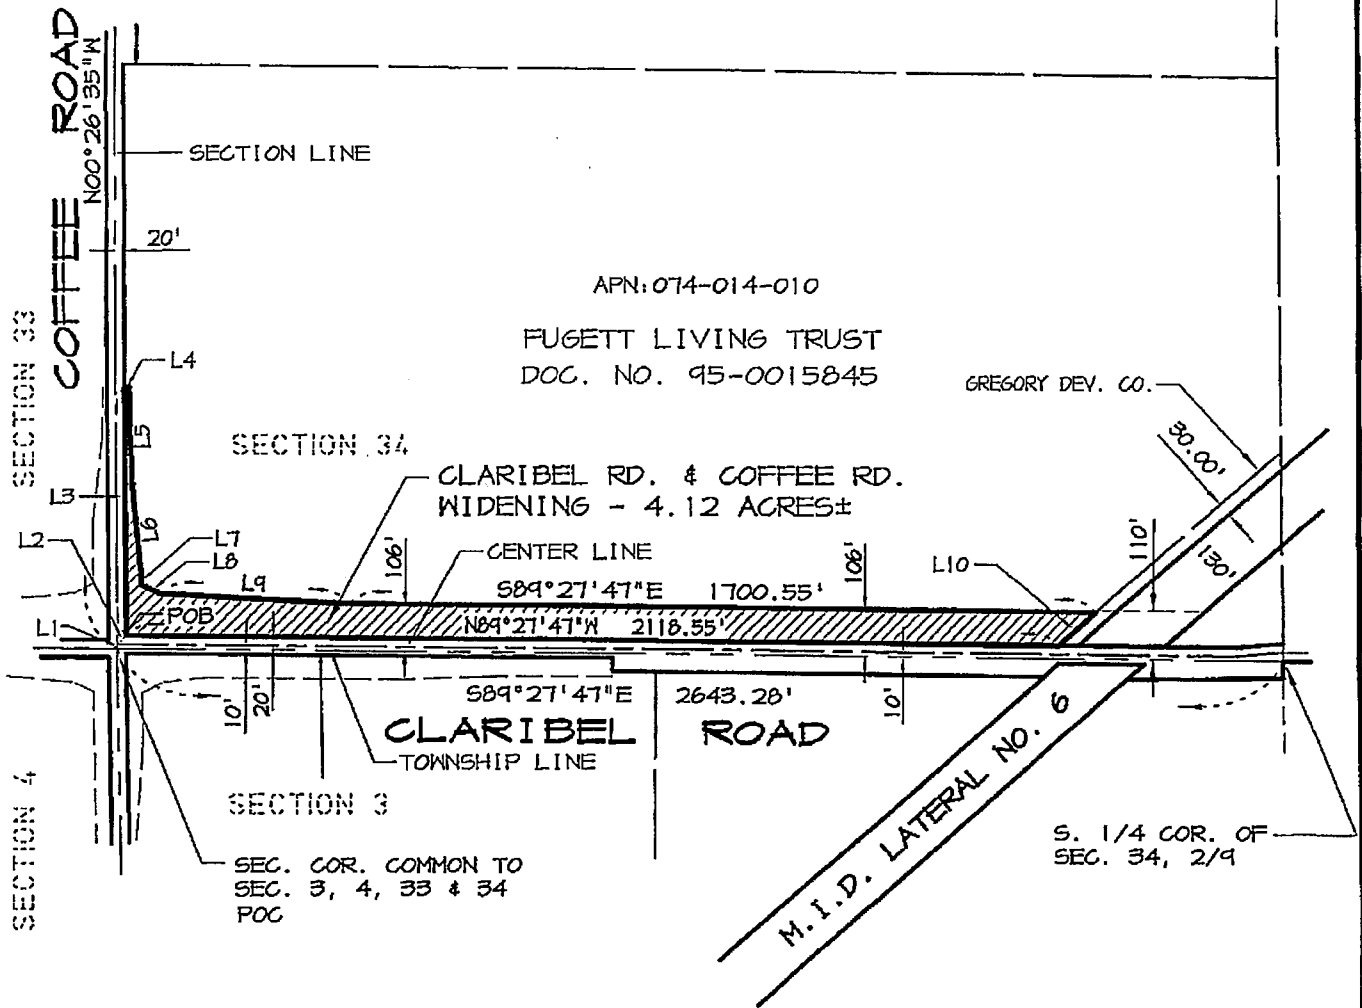 COFFEE ROAD
N00°26'35"W
SECTION LINE
20'
APN:074-014-010
FUGETT LIVING TRUST
DOC. NO. 95-0015845
GREGORY DEV. CO.
30.00'
130'
110'
SECTION 33
L4
L5
SECTION 34
CLARIBEL RD. & COFFEE RD.
WIDENING - 4.12 ACRES±
L3
L6
L2
L7
L8
L9
CENTER LINE
106'
106'
L10
S89°27'47"E 1700.55'
POB
N89°27'47"W 2118.55'
L1
S89°27'47"E 2643.28'
10'
20'
10'
CLARIBEL ROAD
TOWNSHIP LINE
SECTION 3
SECTION 4
M.I.D. LATERAL NO. 6
SEC. COR. COMMON TO
SEC. 3, 4, 33 & 34
POC
S. 1/4 COR. OF
SEC. 34, 2/9